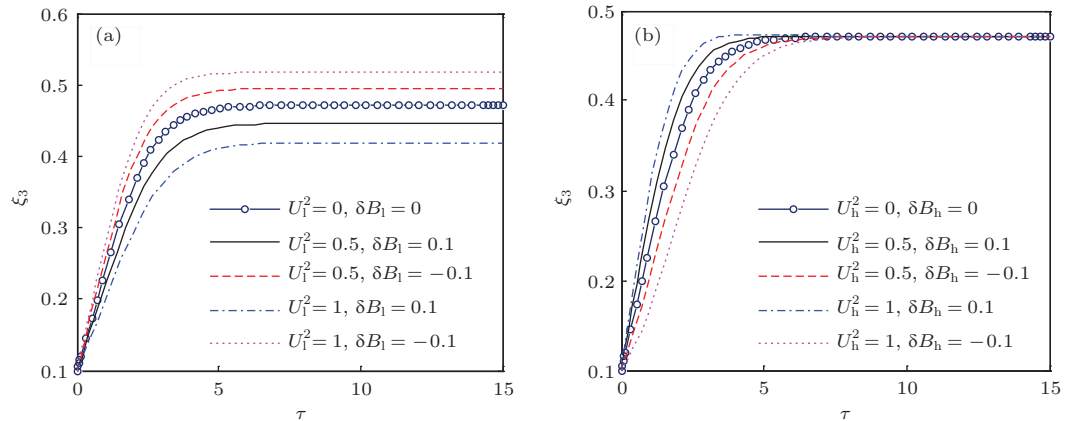 (a)
0.6
0.5
0.4
0.3
0.2
0.1
ξ₃
U_l^2 = 0, δB_l = 0
U_l^2 = 0.5, δB_l = 0.1
U_l^2 = 0.5, δB_l = −0.1
U_l^2 = 1, δB_l = 0.1
U_l^2 = 1, δB_l = −0.1
0 5 10 15
τ
(b)
0.5
0.4
0.3
0.2
0.1
ξ₃
U_h^2 = 0, δB_h = 0
U_h^2 = 0.5, δB_h = 0.1
U_h^2 = 0.5, δB_h = −0.1
U_h^2 = 1, δB_h = 0.1
U_h^2 = 1, δB_h = −0.1
0 5 10 15
τ